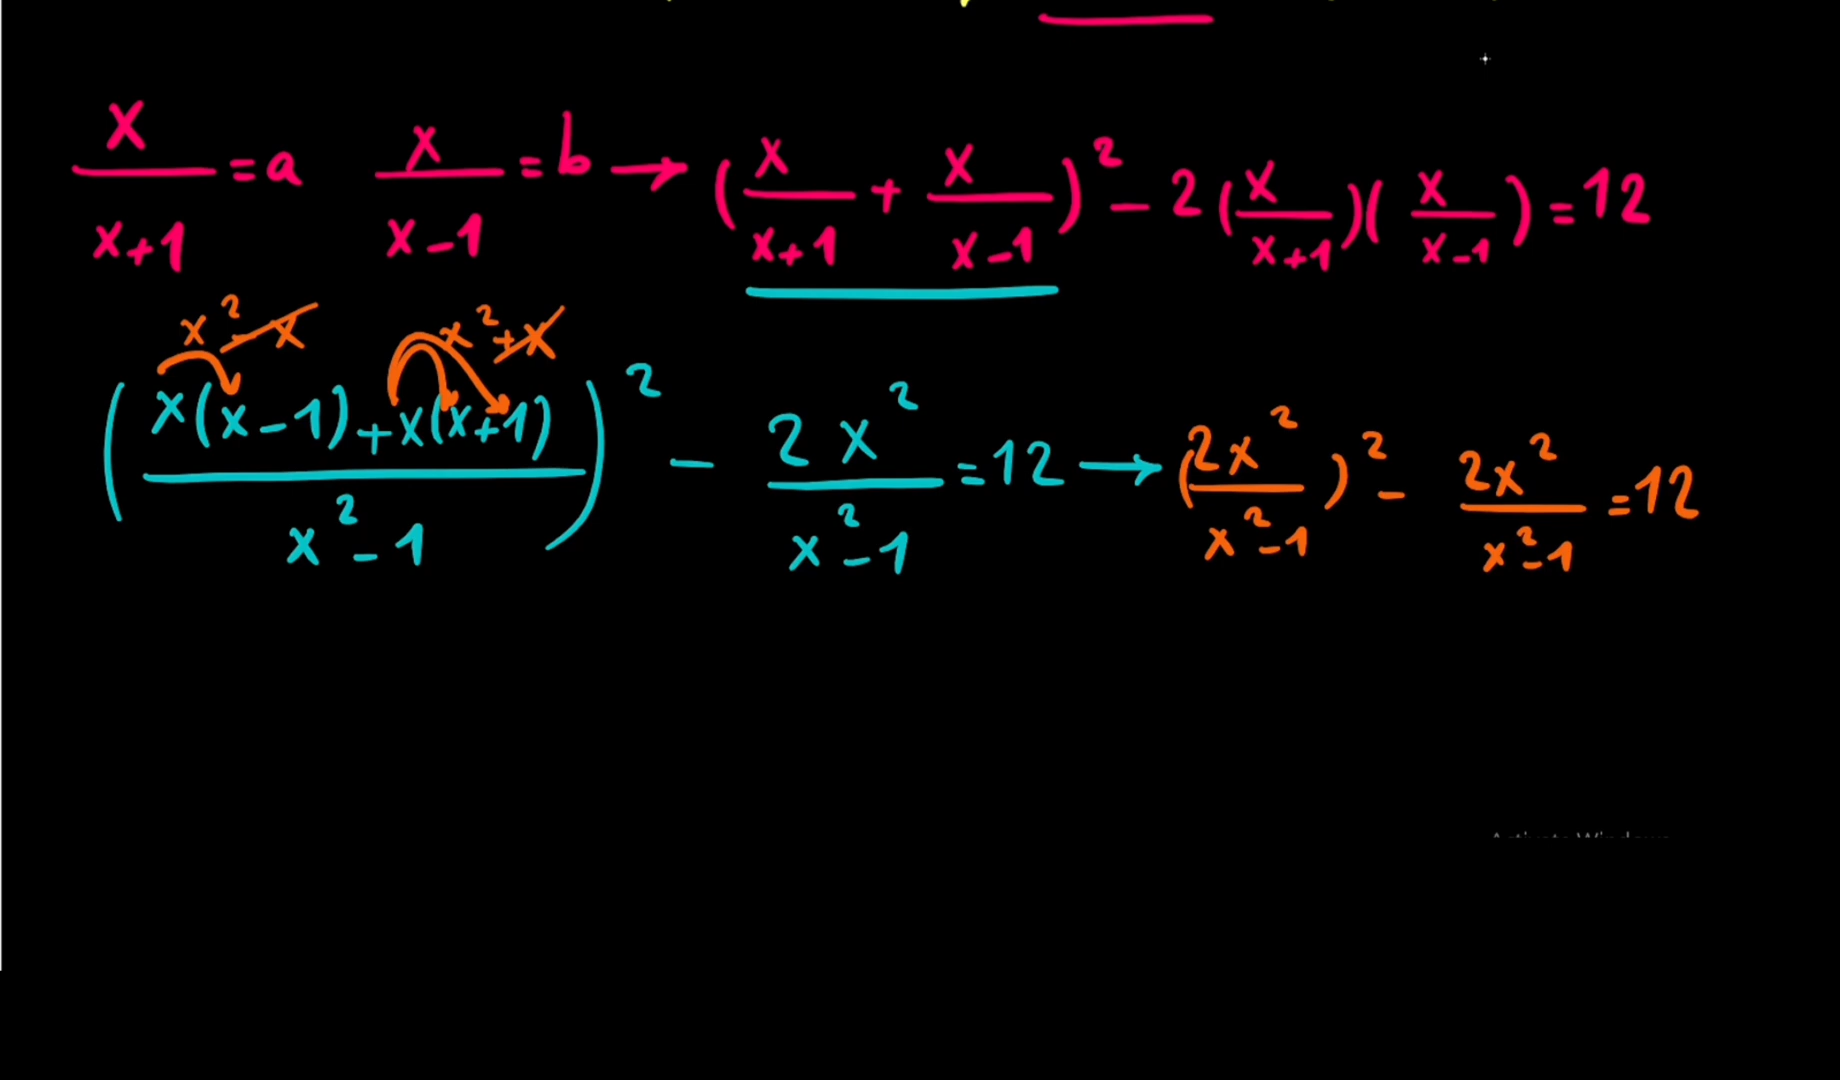 x/(x+1) = a   x/(x-1) = b → (x/(x+1) + x/(x-1))² - 2(x/(x+1))(x/(x-1)) = 12
x² - x   x² + x
((x(x-1) + x(x+1))/(x²-1))² - 2x²/(x²-1) = 12 → (2x²/(x²-1))² - 2x²/(x²-1) = 12